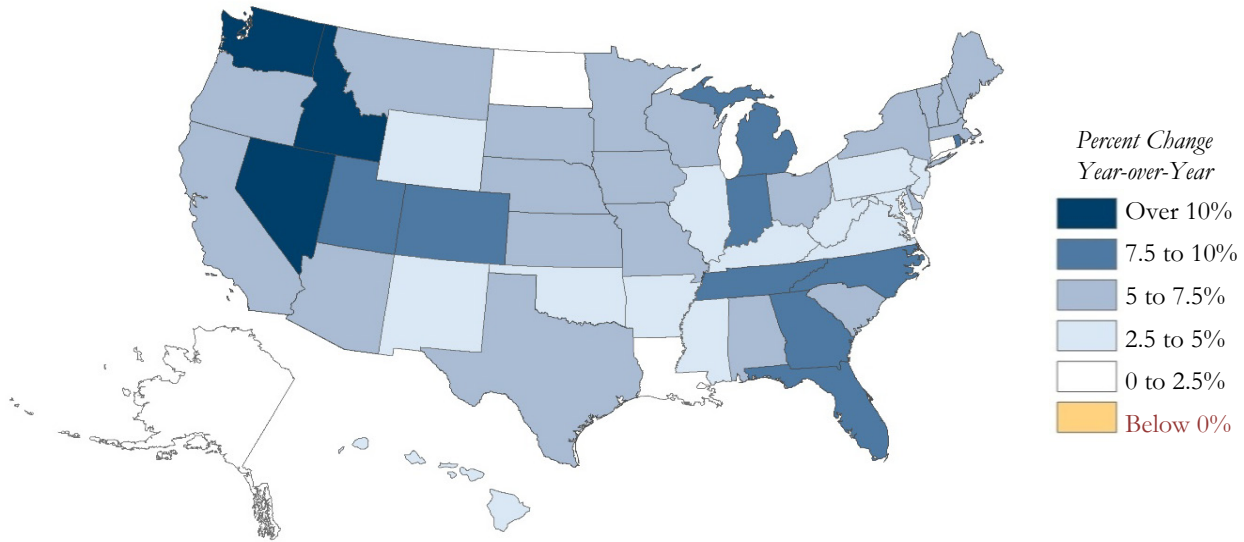 Percent Change
Year-over-Year
Over 10%
7.5 to 10%
5 to 7.5%
2.5 to 5%
0 to 2.5%
Below 0%